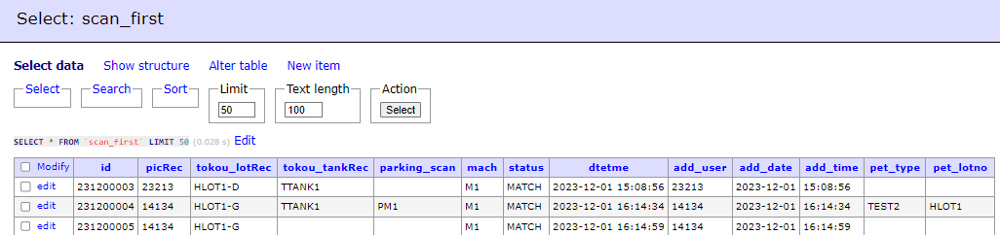 Select: scan_first
Select data Show structure Alter table New item
Select Search Sort Limit Text length Action
50 100 Select
SELECT * FROM `scan_first` LIMIT 50 (0.028 s) Edit
Modify id picRec tokou_lotRec tokou_tankRec parking_scan mach status dtetme add_user add_date add_time pet_type pet_lotno
edit 231200003 23213 HLOT1-D TTANK1 M1 MATCH 2023-12-01 15:08:56 23213 2023-12-01 15:08:56
edit 231200004 14134 HLOT1-G TTANK1 PM1 M1 MATCH 2023-12-01 16:14:34 14134 2023-12-01 16:14:34 TEST2 HLOT1
edit 231200005 14134 HLOT1-G M1 MATCH 2023-12-01 16:14:59 14134 2023-12-01 16:14:59